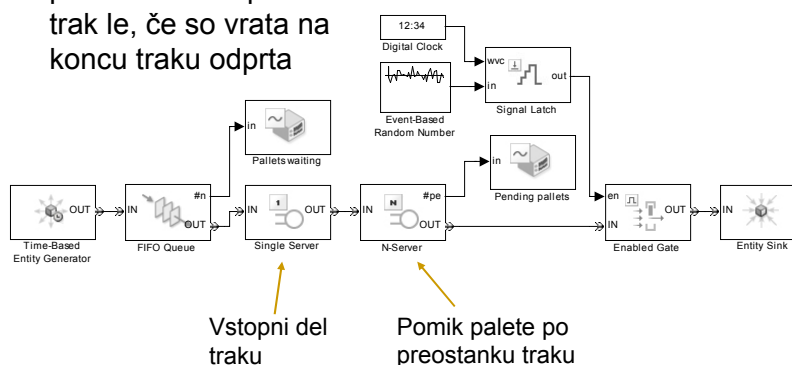 trak le, če so vrata na
koncu traku odprta
12:34
Digital Clock
wvc
in
out
Signal Latch
Event-Based
Random Number
in
Pallets waiting
in
Pending pallets
OUT
Time-Based
Entity Generator
IN
#n
OUT
FIFO Queue
IN
1
OUT
Single Server
IN
N
#pe
OUT
N-Server
en
IN
OUT
Enabled Gate
IN
Entity Sink
Vstopni del
traku
Pomik palete po
preostanku traku